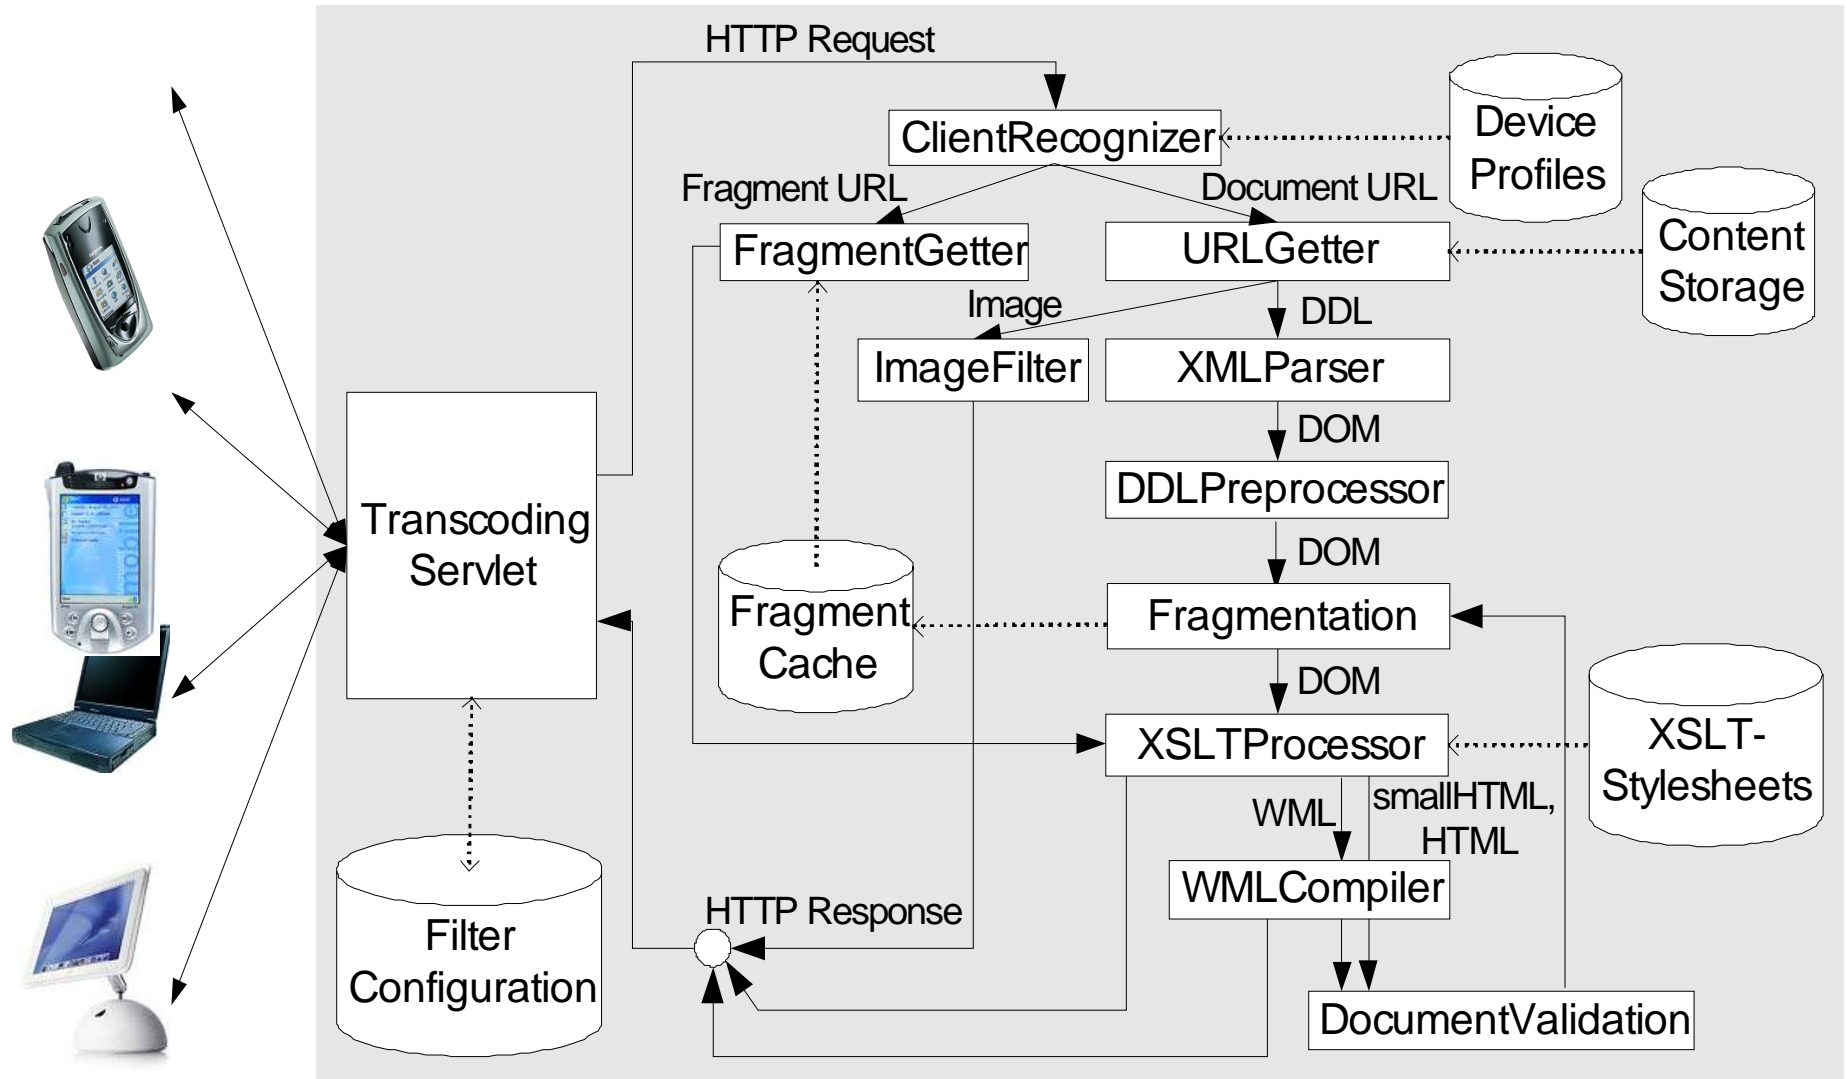 HTTP Request
ClientRecognizer
Device
Profiles
Fragment URL
Document URL
FragmentGetter
URLGetter
Content
Storage
Image
DDL
ImageFilter
XMLParser
DOM
DDLPreprocessor
Transcoding
Servlet
DOM
Fragment
Cache
Fragmentation
DOM
XSLTProcessor
XSLT-
Stylesheets
WML
smallHTML,
HTML
WMLCompiler
HTTP Response
Filter
Configuration
DocumentValidation
mobile